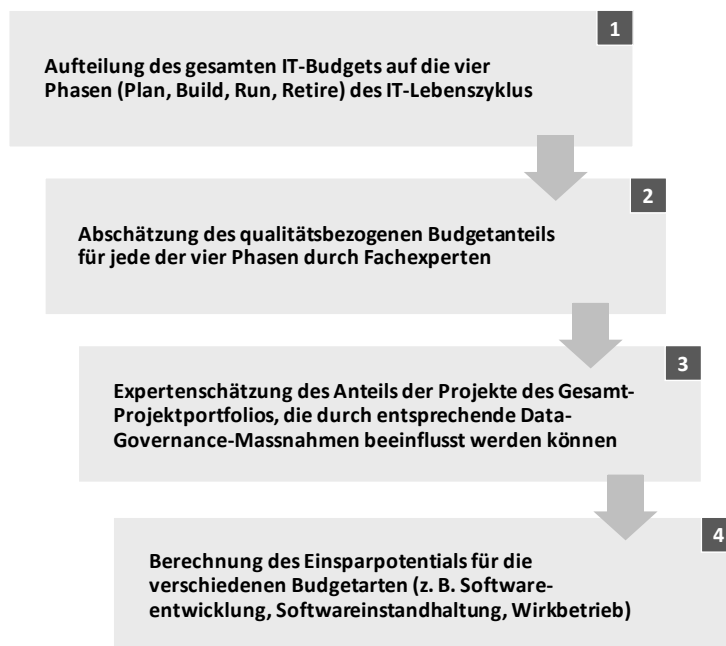 1
Aufteilung des gesamten IT-Budgets auf die vier
Phasen (Plan, Build, Run, Retire) des IT-Lebenszyklus
2
Abschätzung des qualitätsbezogenen Budgetanteils
für jede der vier Phasen durch Fachexperten
3
Expertenschätzung des Anteils der Projekte des Gesamt-
Projektportfolios, die durch entsprechende Data-
Governance-Massnahmen beeinflusst werden können
4
Berechnung des Einsparpotentials für die
verschiedenen Budgetarten (z. B. Software-
entwicklung, Softwareinstandhaltung, Wirkbetrieb)